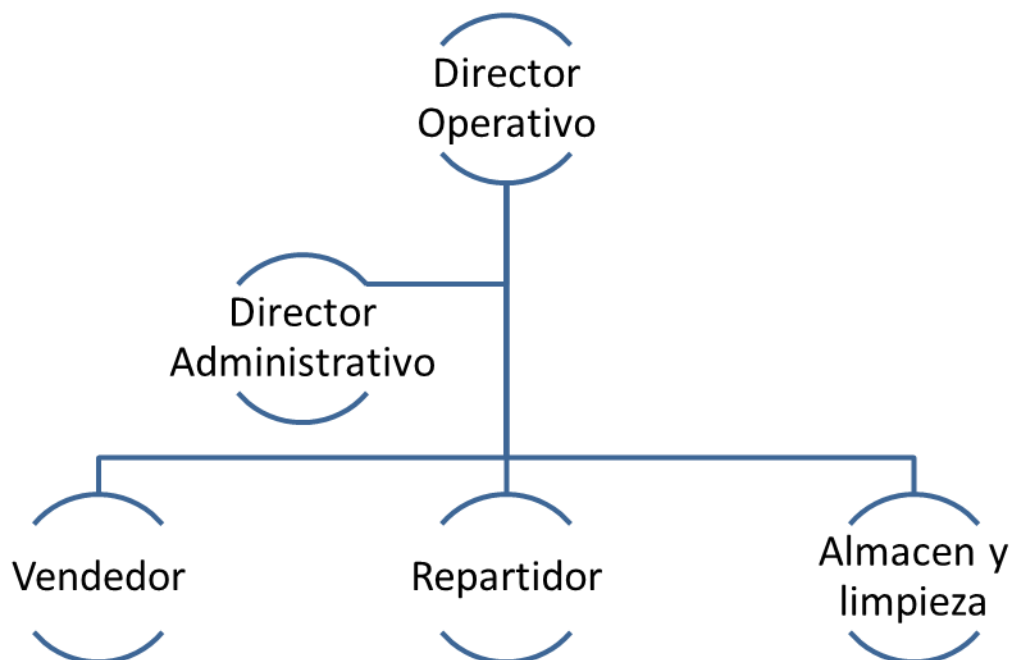 Director
Operativo
Director
Administrativo
Vendedor
Repartidor
Almacen y
limpieza